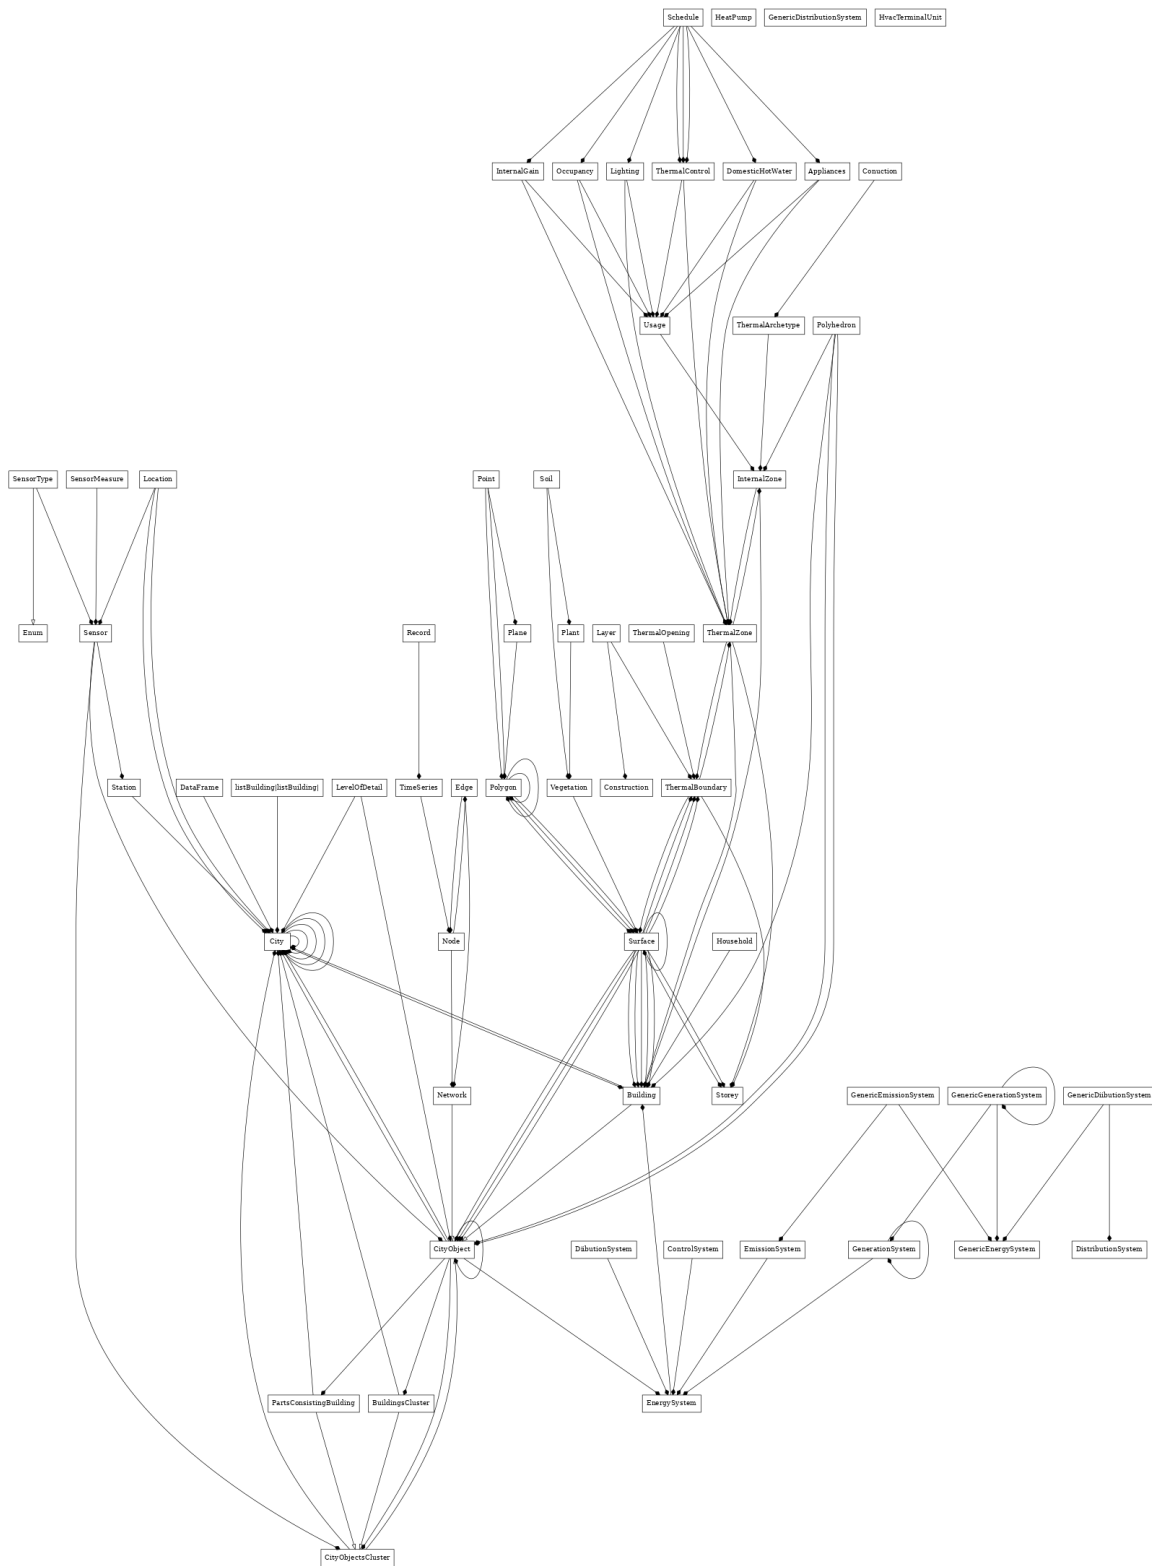 Schedule
HeatPump
GenericDistributionSystem
HvacTerminalUnit
InternalGain
Occupancy
Lighting
ThermalControl
DomesticHotWater
Appliances
Conuction
Usage
ThermalArchetype
Polyhedron
SensorType
SensorMeasure
Location
Point
Soil
InternalZone
Enum
Sensor
Record
Plane
Plant
Layer
ThermalOpening
ThermalZone
Station
DataFrame
listBuilding|listBuilding|
LevelOfDetail
TimeSeries
Edge
Polygon
Vegetation
Construction
ThermalBoundary
City
Node
Surface
Household
Network
Building
Storey
GenericEmissionSystem
GenericGenerationSystem
GenericDiibutionSystem
CityObject
DiibutionSystem
ControlSystem
EmissionSystem
GenerationSystem
GenericEnergySystem
DistributionSystem
PartsConsistingBuilding
BuildingsCluster
EnergySystem
CityObjectsCluster